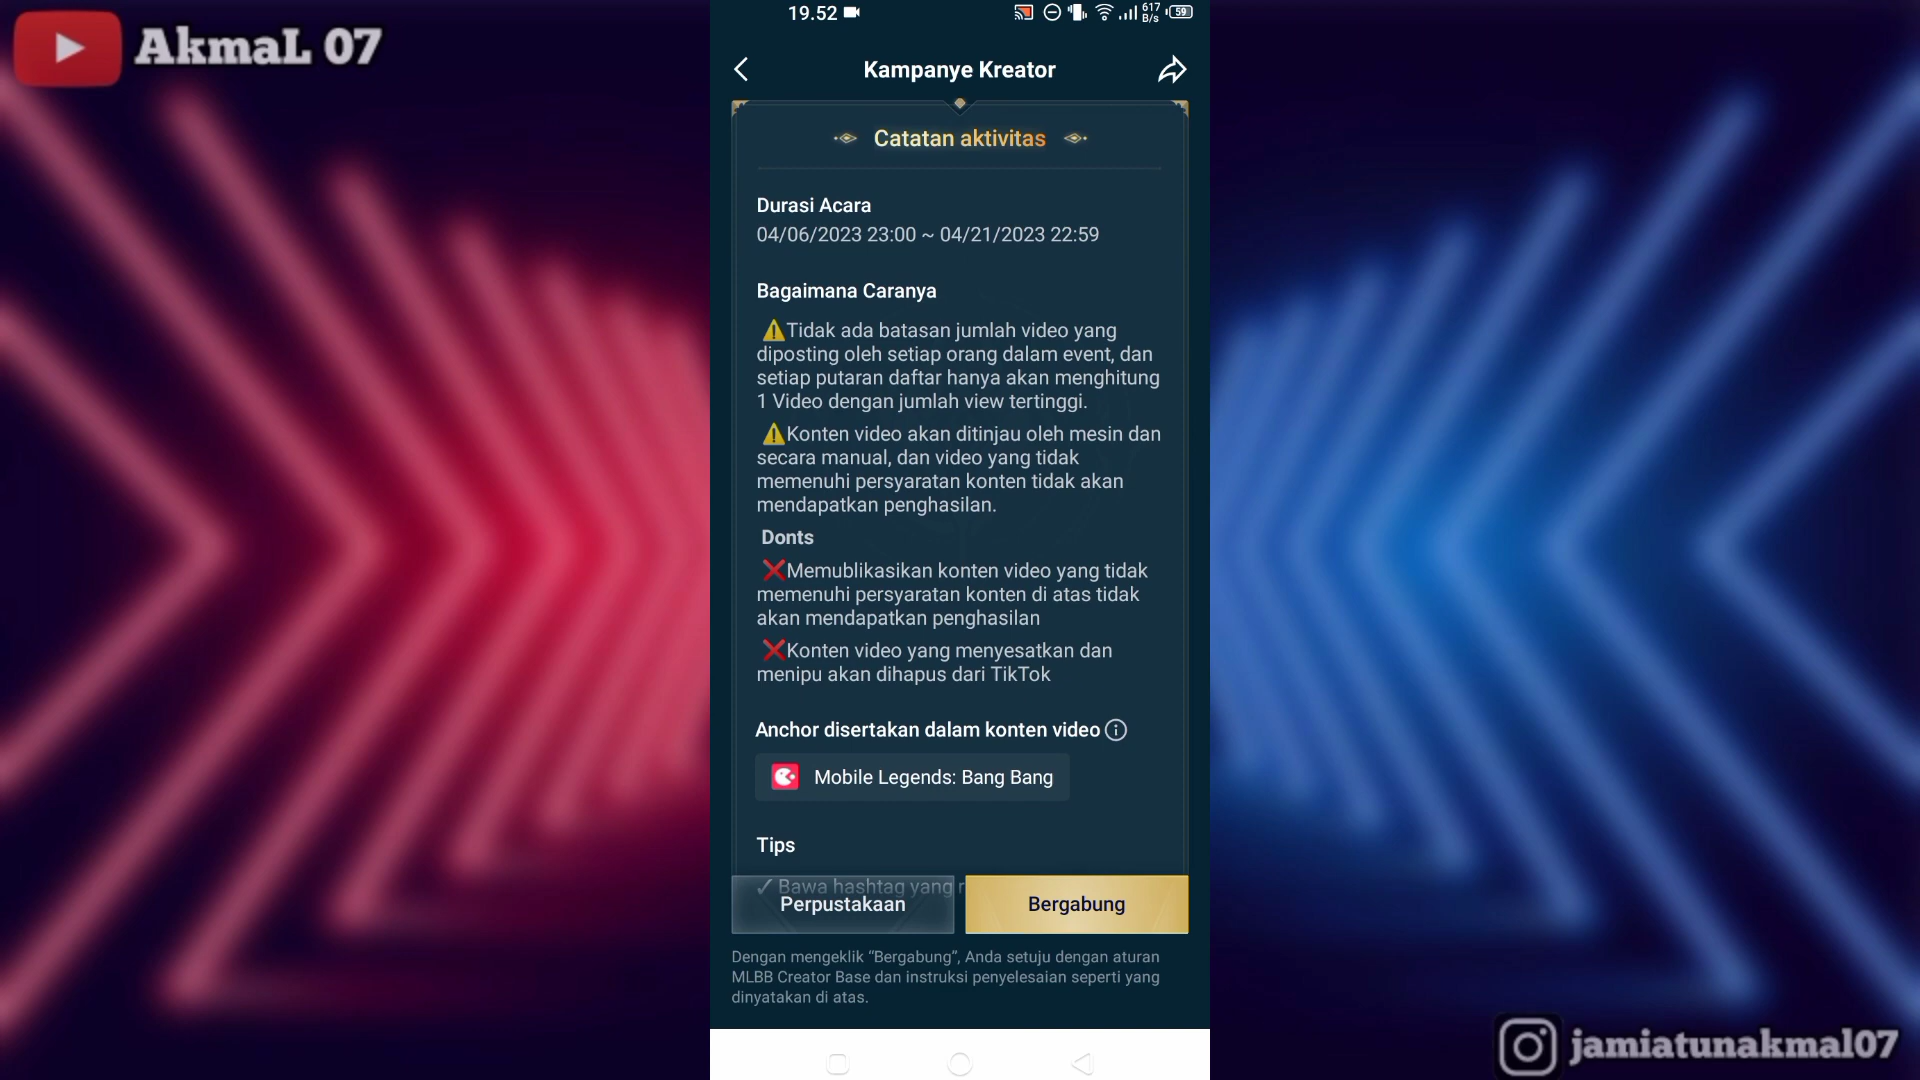 AkmaL 07
19.52
617
B/s
59
Kampanye Kreator
Catatan aktivitas
Durasi Acara
04/06/2023 23:00 ~ 04/21/2023 22:59
Bagaimana Caranya
⚠️Tidak ada batasan jumlah video yang
diposting oleh setiap orang dalam event, dan
setiap putaran daftar hanya akan menghitung
1 Video dengan jumlah view tertinggi.
⚠️Konten video akan ditinjau oleh mesin dan
secara manual, dan video yang tidak
memenuhi persyaratan konten tidak akan
mendapatkan penghasilan.
Donts
❌Memublikasikan konten video yang tidak
memenuhi persyaratan konten di atas tidak
akan mendapatkan penghasilan
❌Konten video yang menyesatkan dan
menipu akan dihapus dari TikTok
Anchor disertakan dalam konten video
Mobile Legends: Bang Bang
Tips
✓ Bawa hashtag yang
Perpustakaan
Bergabung
Dengan mengeklik “Bergabung”, Anda setuju dengan aturan
MLBB Creator Base dan instruksi penyelesaian seperti yang
dinyatakan di atas.
jamiatunakmal07